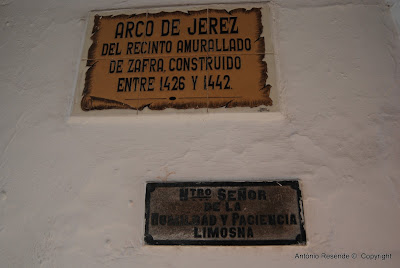 ARCO DE JEREZ
DEL RECINTO AMURALLADO
DE ZAFRA, CONSTRUIDO
ENTRE 1426 Y 1442.
NTRO SEÑOR
DE LA
HUMILDAD Y PACIENCIA
LIMOSNA
Antonio Resende ©. Copyright